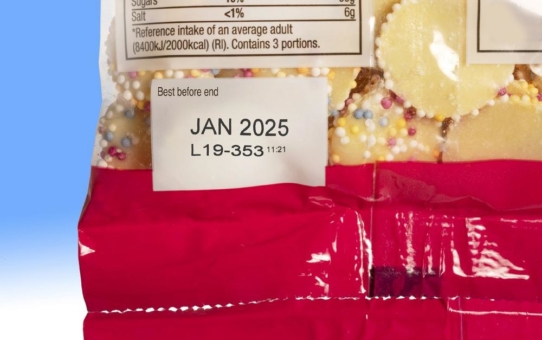 Sugars
Salt <1% 6g
*Reference intake of an average adult
(8400kJ/2000kcal) (RI). Contains 3 portions.
Best before end
JAN 2025
L19-353 11:21